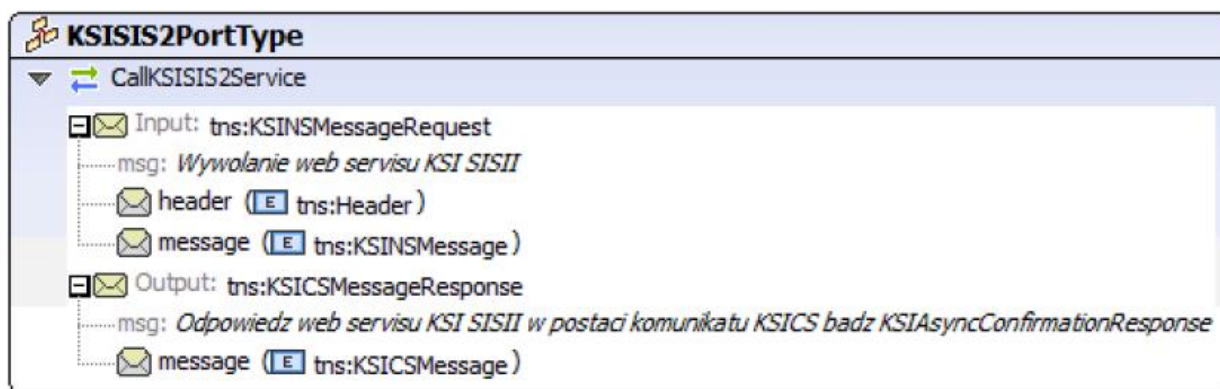 KSISIS2PortType
CallKSISIS2Service
Input: tns:KSINSMessageRequest
msg: Wywolanie web servisu KSI SISII
header (E tns:Header)
message (E tns:KSINSMessage)
Output: tns:KSICSMessageResponse
msg: Odpowiedz web servisu KSI SISII w postaci komunikatu KSICS badz KSIAsyncConfirmationResponse
message (E tns:KSICSMessage)